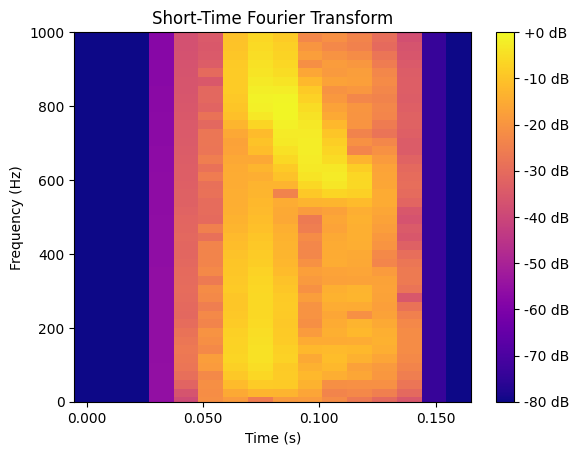 Short-Time Fourier Transform
1000
800
600
400
200
0
Frequency (Hz)
0.000
0.050
0.100
0.150
Time (s)
+0 dB
-10 dB
-20 dB
-30 dB
-40 dB
-50 dB
-60 dB
-70 dB
-80 dB